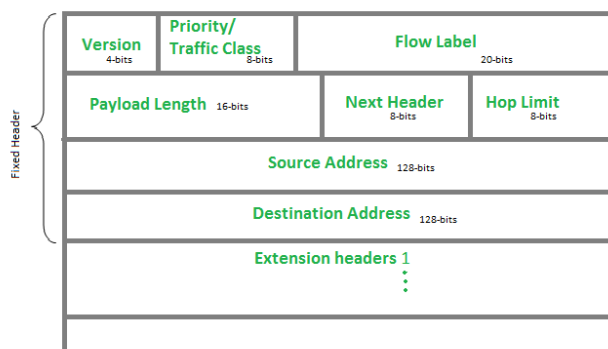 Priority/
Version Traffic Class Flow Label
4-bits 8-bits 20-bits
Payload Length 16-bits Next Header Hop Limit
8-bits 8-bits
Fixed Header
Source Address 128-bits
Destination Address 128-bits
Extension headers 1